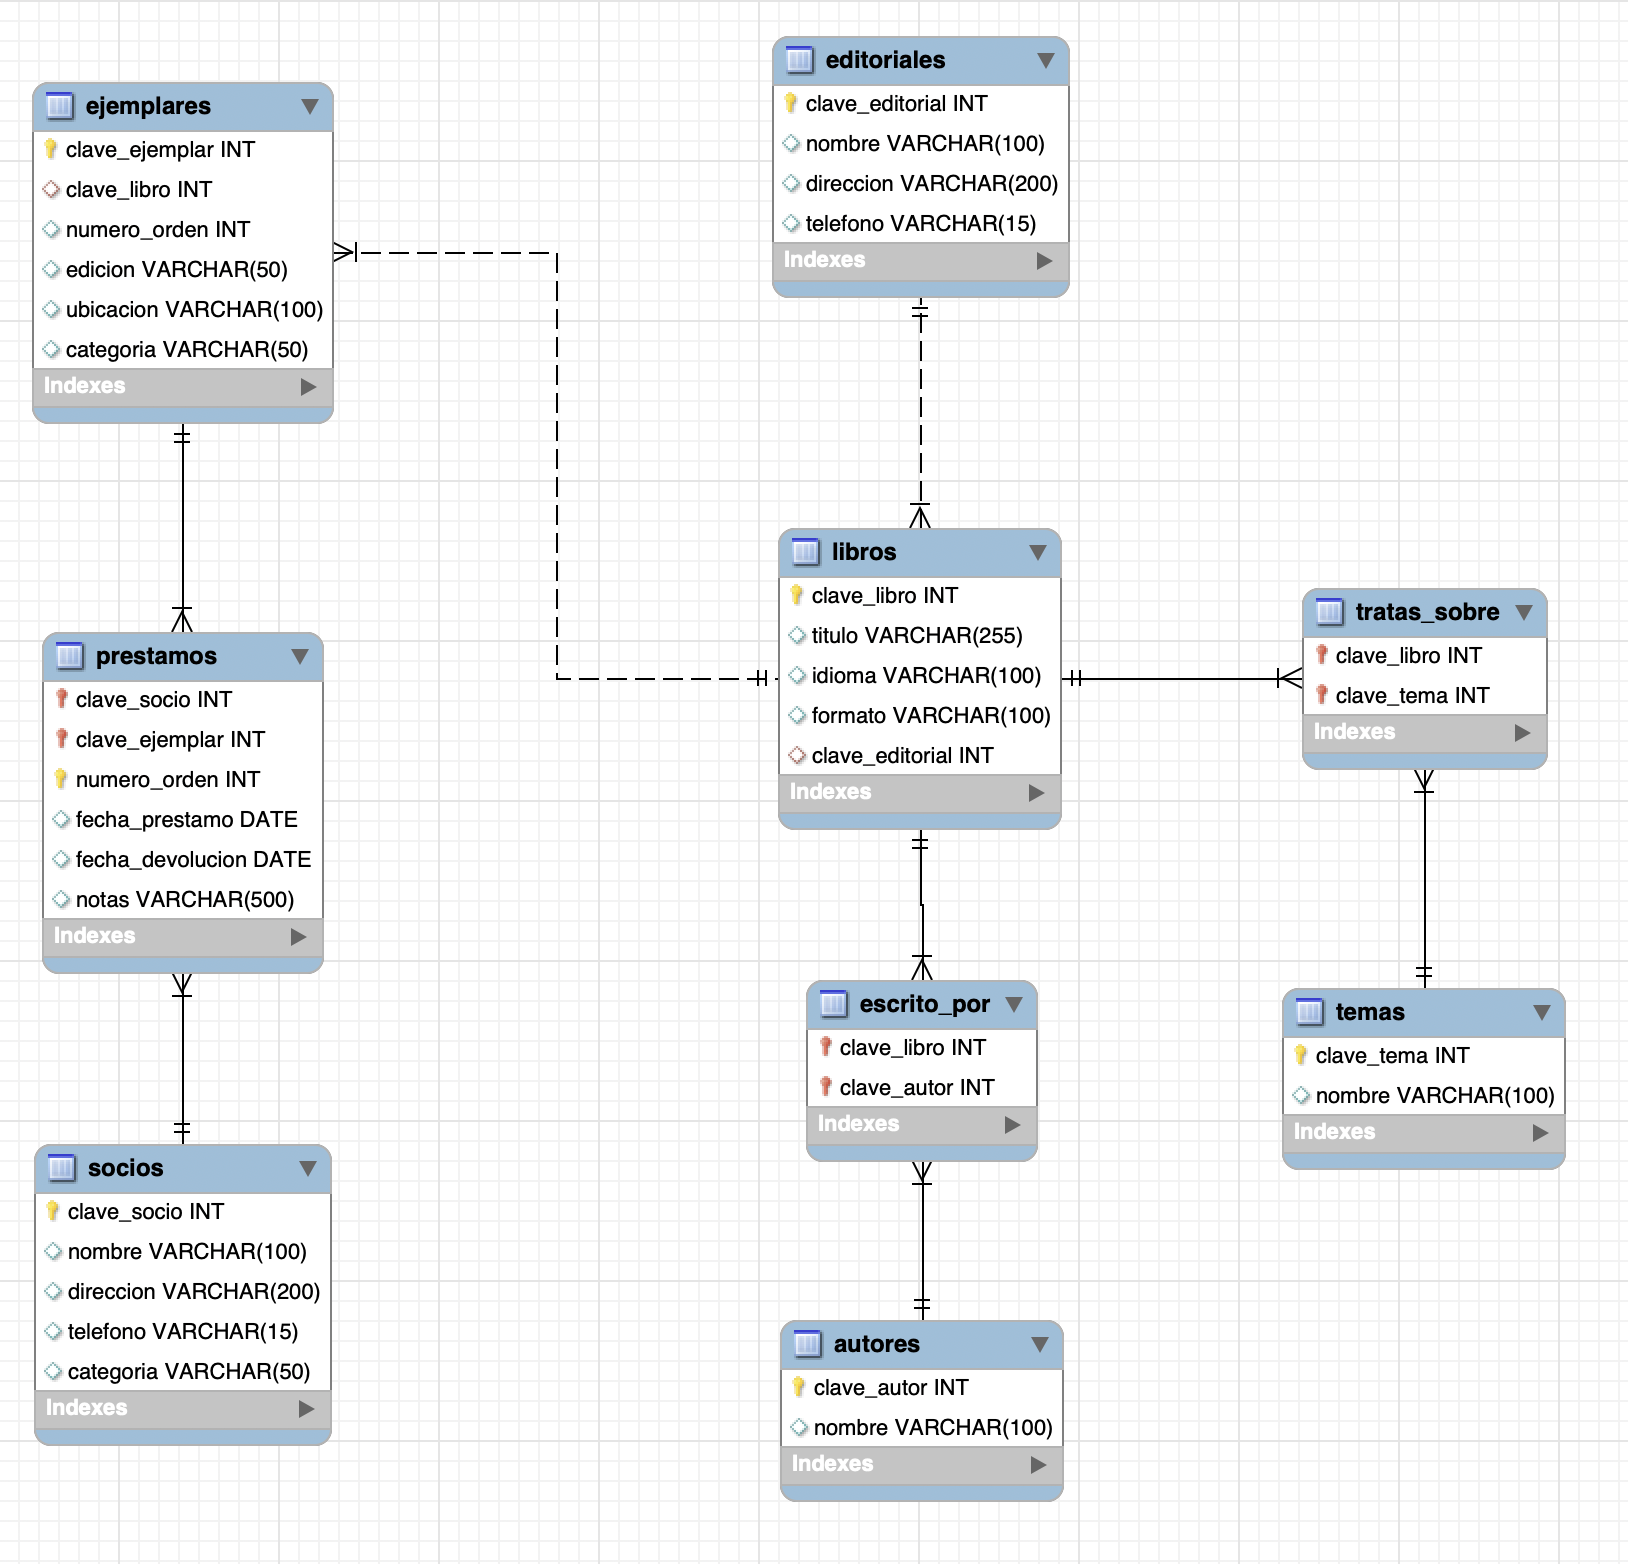 ejemplares
clave_ejemplar INT
clave_libro INT
numero_orden INT
edicion VARCHAR(50)
ubicacion VARCHAR(100)
categoria VARCHAR(50)
Indexes
editoriales
clave_editorial INT
nombre VARCHAR(100)
direccion VARCHAR(200)
telefono VARCHAR(15)
Indexes
libros
clave_libro INT
titulo VARCHAR(255)
idioma VARCHAR(100)
formato VARCHAR(100)
clave_editorial INT
Indexes
tratas_sobre
clave_libro INT
clave_tema INT
Indexes
prestamos
clave_socio INT
clave_ejemplar INT
numero_orden INT
fecha_prestamo DATE
fecha_devolucion DATE
notas VARCHAR(500)
Indexes
escrito_por
clave_libro INT
clave_autor INT
Indexes
temas
clave_tema INT
nombre VARCHAR(100)
Indexes
socios
clave_socio INT
nombre VARCHAR(100)
direccion VARCHAR(200)
telefono VARCHAR(15)
categoria VARCHAR(50)
Indexes
autores
clave_autor INT
nombre VARCHAR(100)
Indexes